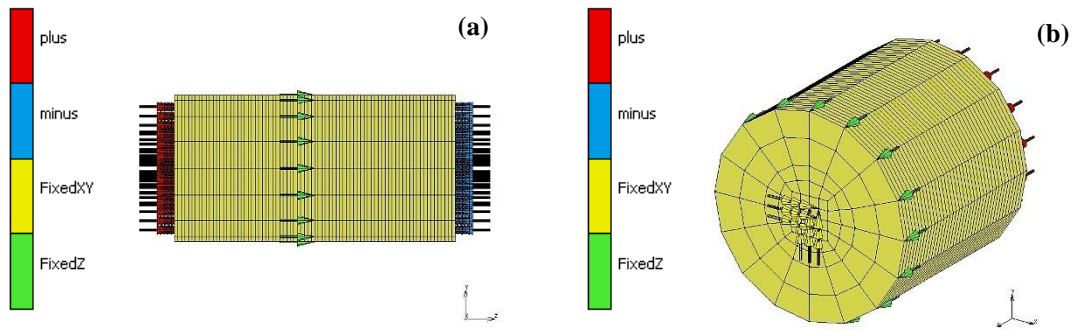 plus
minus
FixedXY
FixedZ
(a)
Y
X
Z
plus
minus
FixedXY
FixedZ
(b)
Y
X